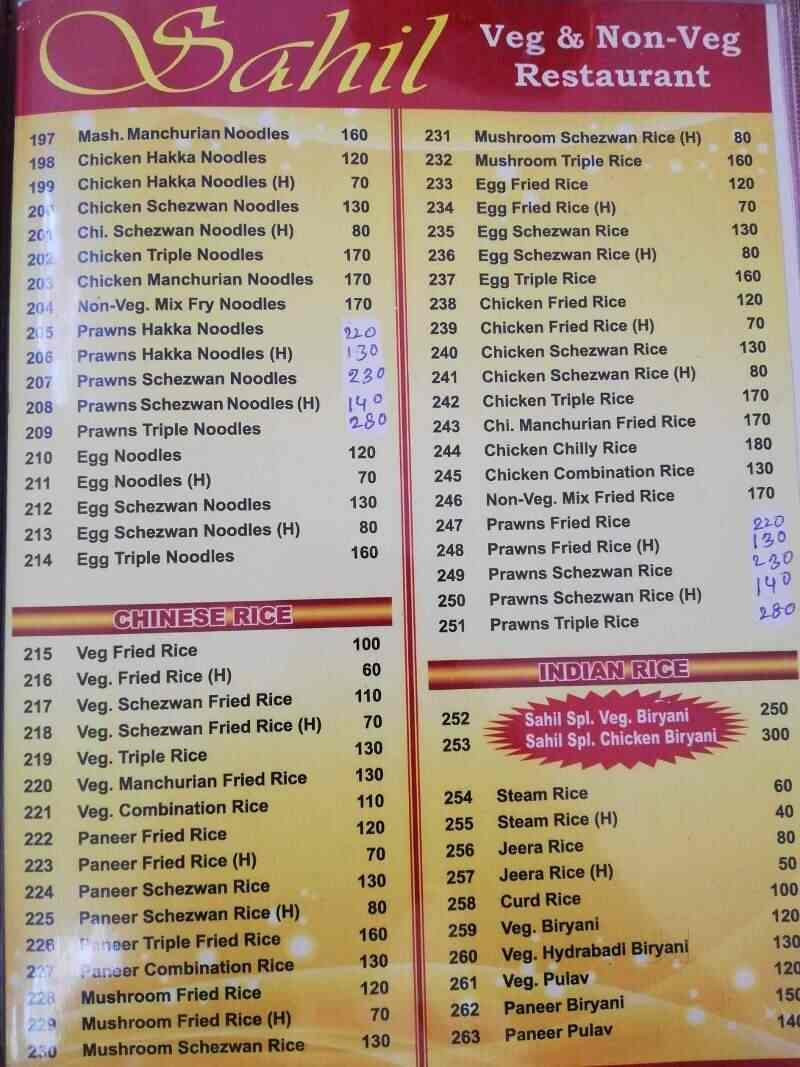 Sahil
Veg & Non-Veg
Restaurant
197 Mash. Manchurian Noodles 160
198 Chicken Hakka Noodles 120
199 Chicken Hakka Noodles (H) 70
200 Chicken Schezwan Noodles 130
201 Chi. Schezwan Noodles (H) 80
202 Chicken Triple Noodles 170
203 Chicken Manchurian Noodles 170
204 Non-Veg. Mix Fry Noodles 170
205 Prawns Hakka Noodles 220
206 Prawns Hakka Noodles (H) 130
207 Prawns Schezwan Noodles 230
208 Prawns Schezwan Noodles (H) 140
209 Prawns Triple Noodles 280
210 Egg Noodles 120
211 Egg Noodles (H) 70
212 Egg Schezwan Noodles 130
213 Egg Schezwan Noodles (H) 80
214 Egg Triple Noodles 160
CHINESE RICE
215 Veg Fried Rice 100
216 Veg. Fried Rice (H) 60
217 Veg. Schezwan Fried Rice 110
218 Veg. Schezwan Fried Rice (H) 70
219 Veg. Triple Rice 130
220 Veg. Manchurian Fried Rice 130
221 Veg. Combination Rice 110
222 Paneer Fried Rice 120
223 Paneer Fried Rice (H) 70
224 Paneer Schezwan Rice 130
225 Paneer Schezwan Rice (H) 80
226 Paneer Triple Fried Rice 160
227 Paneer Combination Rice 130
228 Mushroom Fried Rice 120
229 Mushroom Fried Rice (H) 70
230 Mushroom Schezwan Rice 130
231 Mushroom Schezwan Rice (H) 80
232 Mushroom Triple Rice 160
233 Egg Fried Rice 120
234 Egg Fried Rice (H) 70
235 Egg Schezwan Rice 130
236 Egg Schezwan Rice (H) 80
237 Egg Triple Rice 160
238 Chicken Fried Rice 120
239 Chicken Fried Rice (H) 70
240 Chicken Schezwan Rice 130
241 Chicken Schezwan Rice (H) 80
242 Chicken Triple Rice 170
243 Chi. Manchurian Fried Rice 170
244 Chicken Chilly Rice 180
245 Chicken Combination Rice 130
246 Non-Veg. Mix Fried Rice 170
247 Prawns Fried Rice 220
248 Prawns Fried Rice (H) 130
249 Prawns Schezwan Rice 230
250 Prawns Schezwan Rice (H) 140
251 Prawns Triple Rice 280
INDIAN RICE
252 Sahil Spl. Veg. Biryani 250
253 Sahil Spl. Chicken Biryani 300
254 Steam Rice 60
255 Steam Rice (H) 40
256 Jeera Rice 80
257 Jeera Rice (H) 50
258 Curd Rice 100
259 Veg. Biryani 120
260 Veg. Hydrabadi Biryani 130
261 Veg. Pulav 120
262 Paneer Biryani 150
263 Paneer Pulav 140